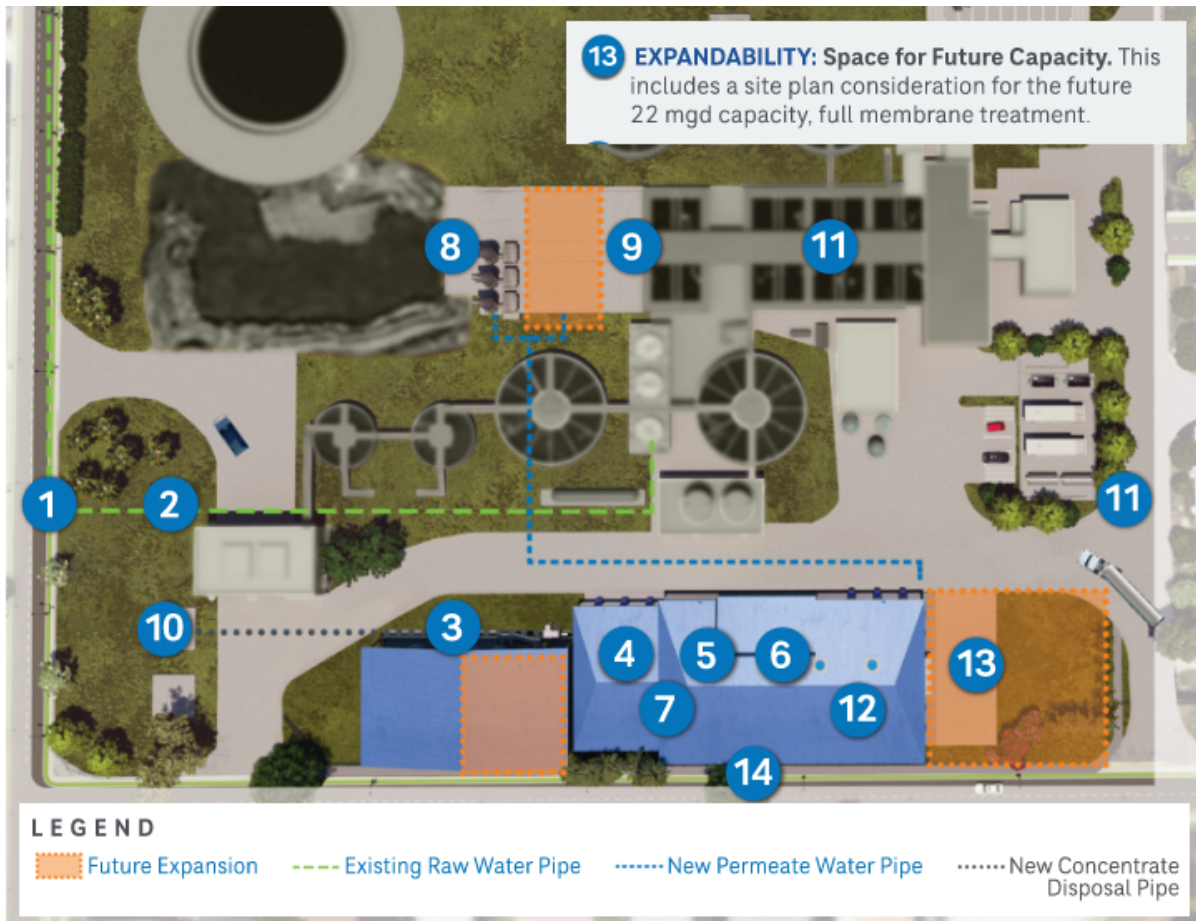 13 EXPANDABILITY: Space for Future Capacity. This
includes a site plan consideration for the future
22 mgd capacity, full membrane treatment.
8
9
11
1
2
11
10
3
4
5
6
13
7
12
14
LEGEND
Future Expansion
Existing Raw Water Pipe
New Permeate Water Pipe
New Concentrate
Disposal Pipe